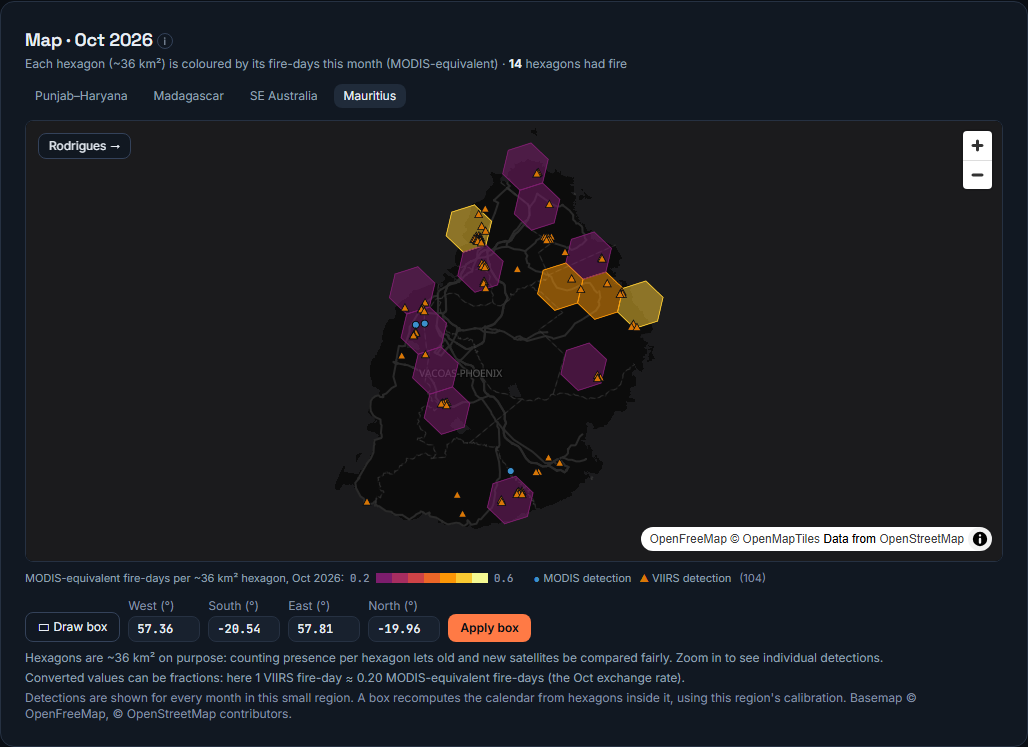 Map · Oct 2026 i
Each hexagon (~36 km²) is coloured by its fire-days this month (MODIS-equivalent) · 14 hexagons had fire
Punjab–Haryana Madagascar SE Australia Mauritius
Rodrigues →
+
−
VACOAS-PHOENIX
OpenFreeMap © OpenMapTiles Data from OpenStreetMap
MODIS-equivalent fire-days per ~36 km² hexagon, Oct 2026: 0.2 0.6 MODIS detection VIIRS detection (104)
West (°) South (°) East (°) North (°)
Draw box 57.36 -20.54 57.81 -19.96 Apply box
Hexagons are ~36 km² on purpose: counting presence per hexagon lets old and new satellites be compared fairly. Zoom in to see individual detections.
Converted values can be fractions: here 1 VIIRS fire-day ≈ 0.20 MODIS-equivalent fire-days (the Oct exchange rate).
Detections are shown for every month in this small region. A box recomputes the calendar from hexagons inside it, using this region's calibration. Basemap ©
OpenFreeMap, © OpenStreetMap contributors.